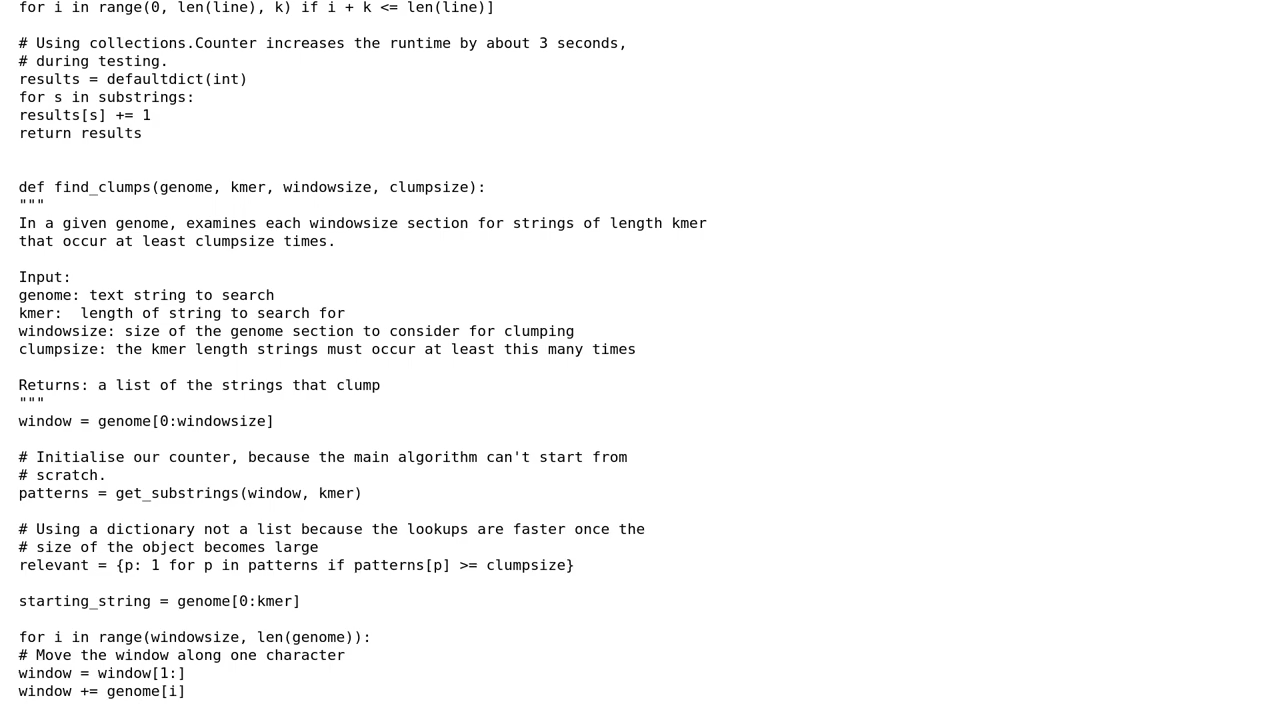 for i in range(0, len(line), k) if i + k <= len(line)]
# Using collections.Counter increases the runtime by about 3 seconds,
# during testing.
results = defaultdict(int)
for s in substrings:
results[s] += 1
return results
def find_clumps(genome, kmer, windowsize, clumpsize):
"""
In a given genome, examines each windowsize section for strings of length kmer
that occur at least clumpsize times.
Input:
genome: text string to search
kmer:  length of string to search for
windowsize: size of the genome section to consider for clumping
clumpsize: the kmer length strings must occur at least this many times
Returns: a list of the strings that clump
"""
window = genome[0:windowsize]
# Initialise our counter, because the main algorithm can't start from
# scratch.
patterns = get_substrings(window, kmer)
# Using a dictionary not a list because the lookups are faster once the
# size of the object becomes large
relevant = {p: 1 for p in patterns if patterns[p] >= clumpsize}
starting_string = genome[0:kmer]
for i in range(windowsize, len(genome)):
# Move the window along one character
window = window[1:]
window += genome[i]